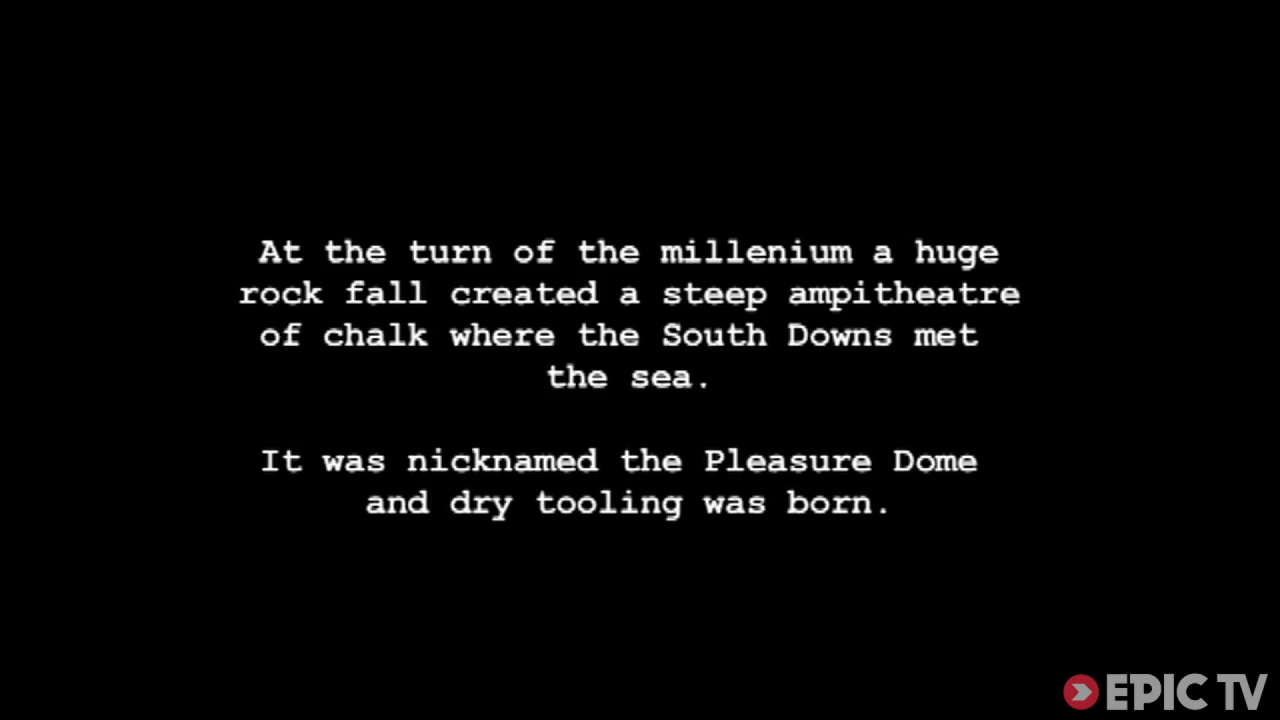 At the turn of the millenium a huge
rock fall created a steep ampitheatre
of chalk where the South Downs met
the sea.
It was nicknamed the Pleasure Dome
and dry tooling was born.
EPIC TV